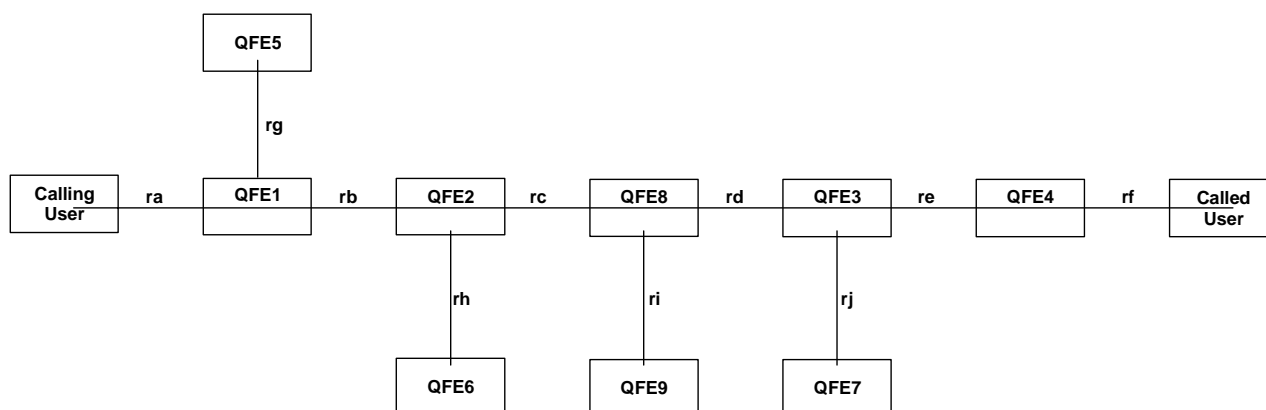 QFE5
rg
Calling
User
ra
QFE1
rb
QFE2
rc
QFE8
rd
QFE3
re
QFE4
rf
Called
User
rh
ri
rj
QFE6
QFE9
QFE7